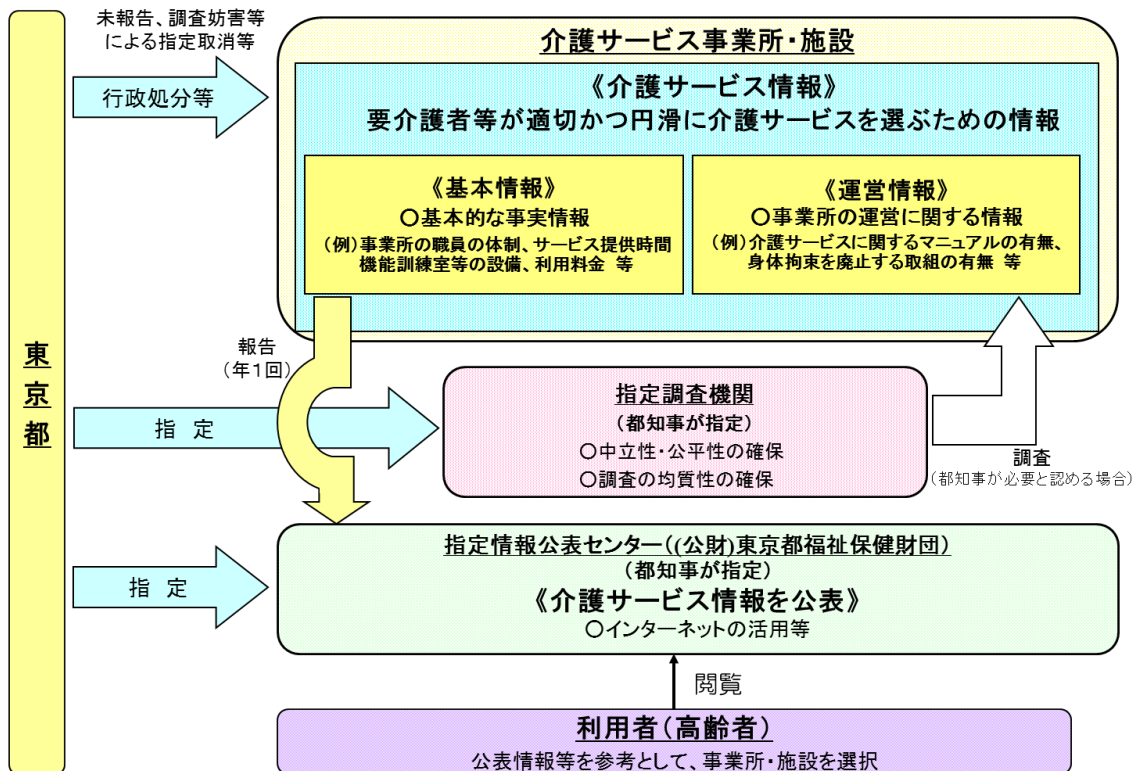 東京都
未報告、調査妨害等
による指定取消等
行政処分等
介護サービス事業所・施設
《介護サービス情報》
要介護者等が適切かつ円滑に介護サービスを選ぶための情報
《基本情報》
○基本的な事実情報
（例）事業所の職員の体制、サービス提供時間
機能訓練室等の設備、利用料金 等
《運営情報》
○事業所の運営に関する情報
（例）介護サービスに関するマニュアルの有無、
身体拘束を廃止する取組の有無 等
報告
（年１回）
指 定
指定調査機関
（都知事が指定）
○中立性・公平性の確保
○調査の均質性の確保
調査
（都知事が必要と認める場合）
指 定
指定情報公表センター（(公財)東京都福祉保健財団）
（都知事が指定）
《介護サービス情報を公表》
○インターネットの活用等
閲覧
利用者（高齢者）
公表情報等を参考として、事業所・施設を選択